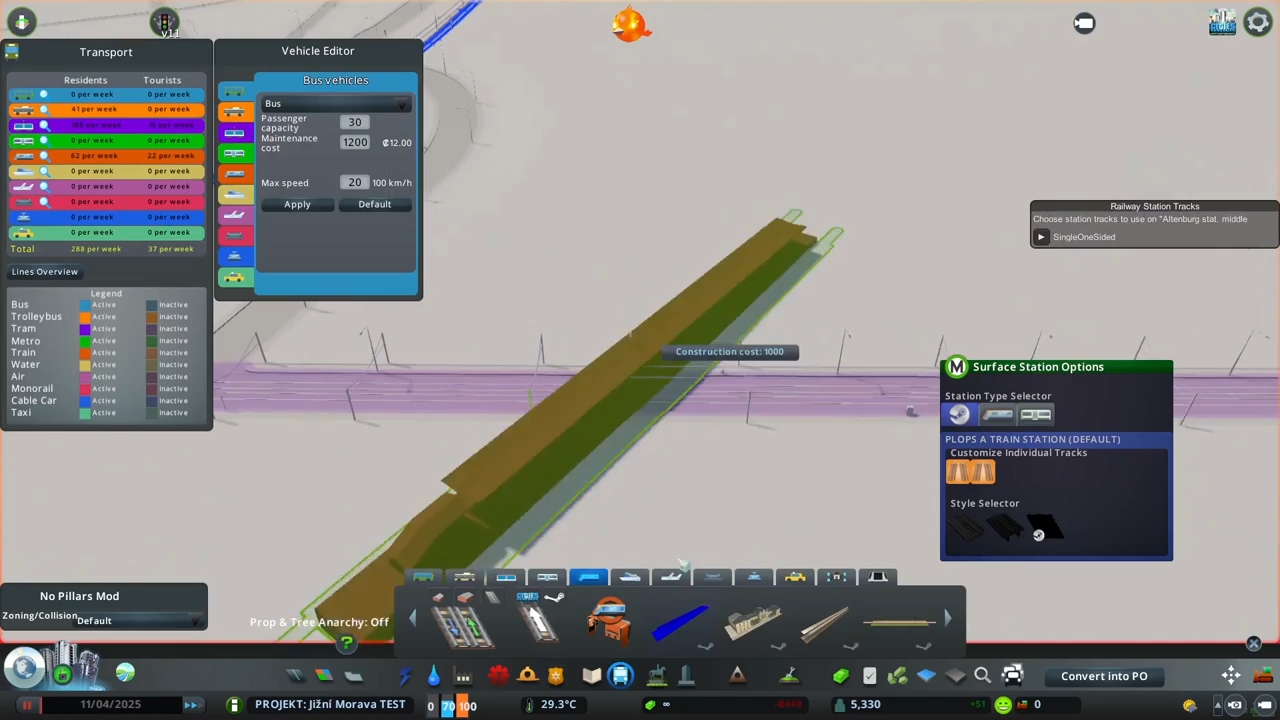 v11
Transport
Residents Tourists
0 per week 0 per week
41 per week 0 per week
0 per week 0 per week
62 per week 22 per week
0 per week 0 per week
0 per week 0 per week
0 per week 0 per week
0 per week 0 per week
0 per week 0 per week
Total 288 per week 37 per week
Lines Overview
Legend
Bus Active Inactive
Trolleybus Active Inactive
Tram Active Inactive
Metro Active Inactive
Train Active Inactive
Water Active Inactive
Air Active Inactive
Monorail Active Inactive
Cable Car Active Inactive
Taxi Active Inactive
Vehicle Editor
Bus vehicles
Bus
Passenger capacity 30
Maintenance cost 1200 ₡12.00
Max speed 20 100 km/h
Apply Default
Railway Station Tracks
Choose station tracks to use on "Altenburg stat. middle
SingleOneSided
Construction cost: 1000
M Surface Station Options
Station Type Selector
PLOPS A TRAIN STATION (DEFAULT)
Customize Individual Tracks
Style Selector
No Pillars Mod
Zoning/Collision Default
Prop & Tree Anarchy: Off
?
Convert into PO
11/04/2025
PROJEKT: Jižní Morava TEST
0 70 100
29.3°C
∞
5,330
+51
0